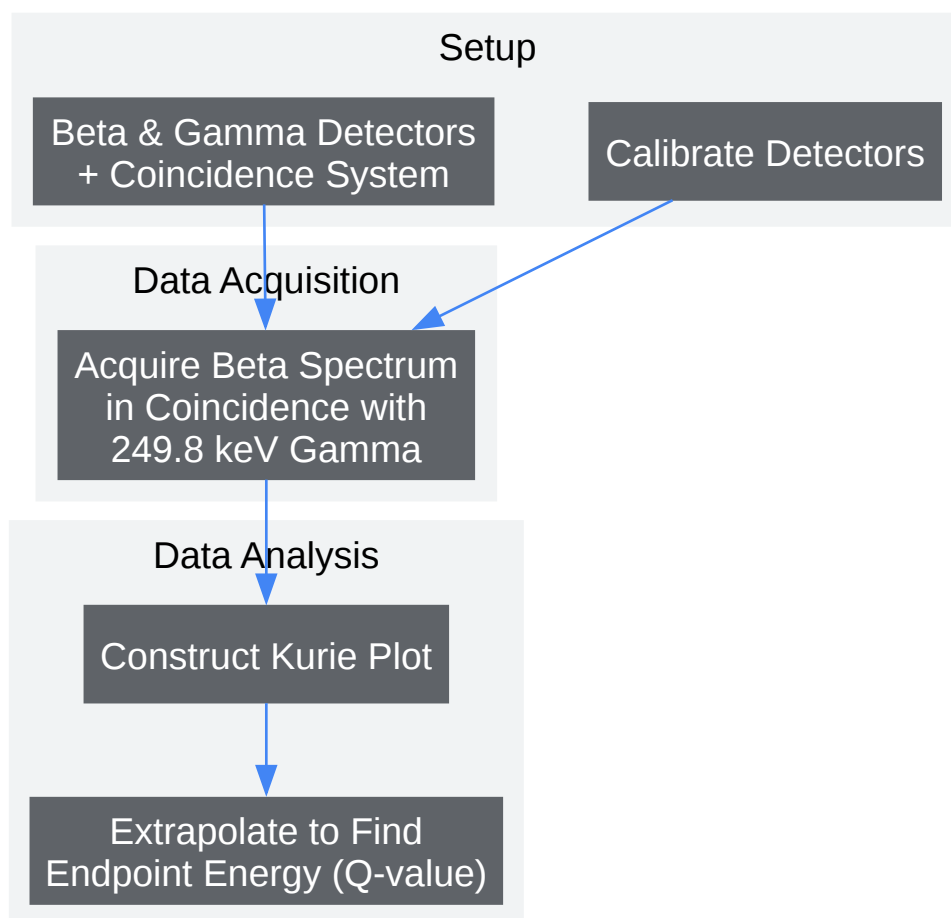 Setup
Beta & Gamma Detectors
+ Coincidence System
Calibrate Detectors
Data Acquisition
Acquire Beta Spectrum
in Coincidence with
249.8 keV Gamma
Data Analysis
Construct Kurie Plot
Extrapolate to Find
Endpoint Energy (Q-value)